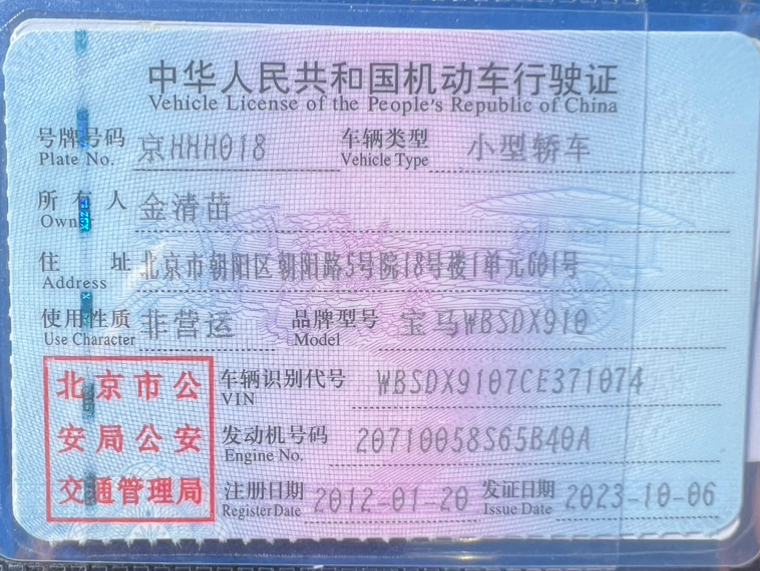 中华人民共和国机动车行驶证
Vehicle License of the People's Republic of China
号牌号码 京HHH018 车辆类型 小型轿车
Plate No. Vehicle Type
所有人 金清苗
Owner
住址 北京市朝阳区朝阳路5号院18号楼1单元601号
Address
使用性质 非营运 品牌型号 宝马WBSDX910
Use Character Model
北京市公 车辆识别代号 WBSDX9107CE371074
VIN
安局公安 发动机号码 20710058S65B40A
Engine No.
交通管理局 注册日期 2012-01-20 发证日期 2023-10-06
Register Date Issue Date